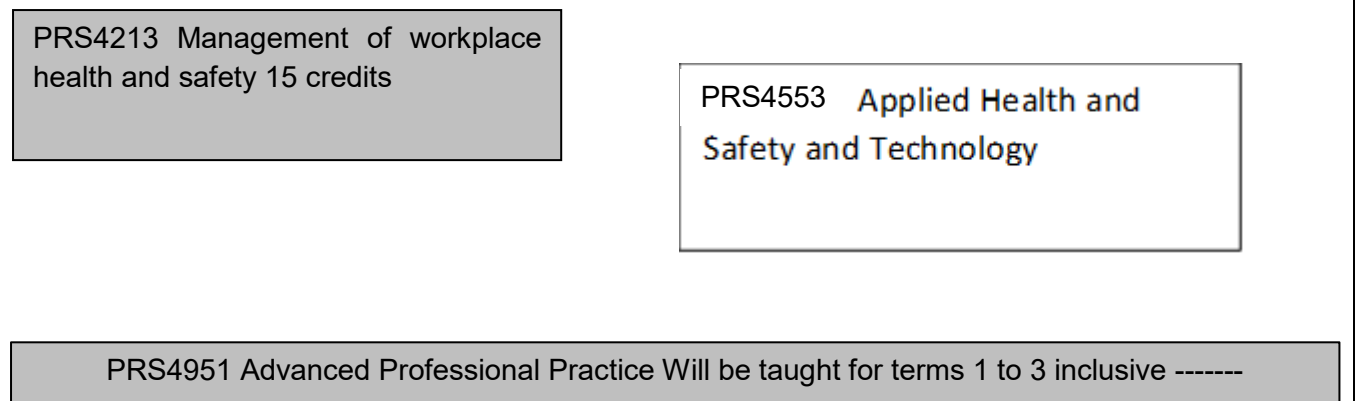 PRS4213 Management of workplace
health and safety 15 credits
PRS4553 Applied Health and
Safety and Technology
PRS4951 Advanced Professional Practice Will be taught for terms 1 to 3 inclusive -------